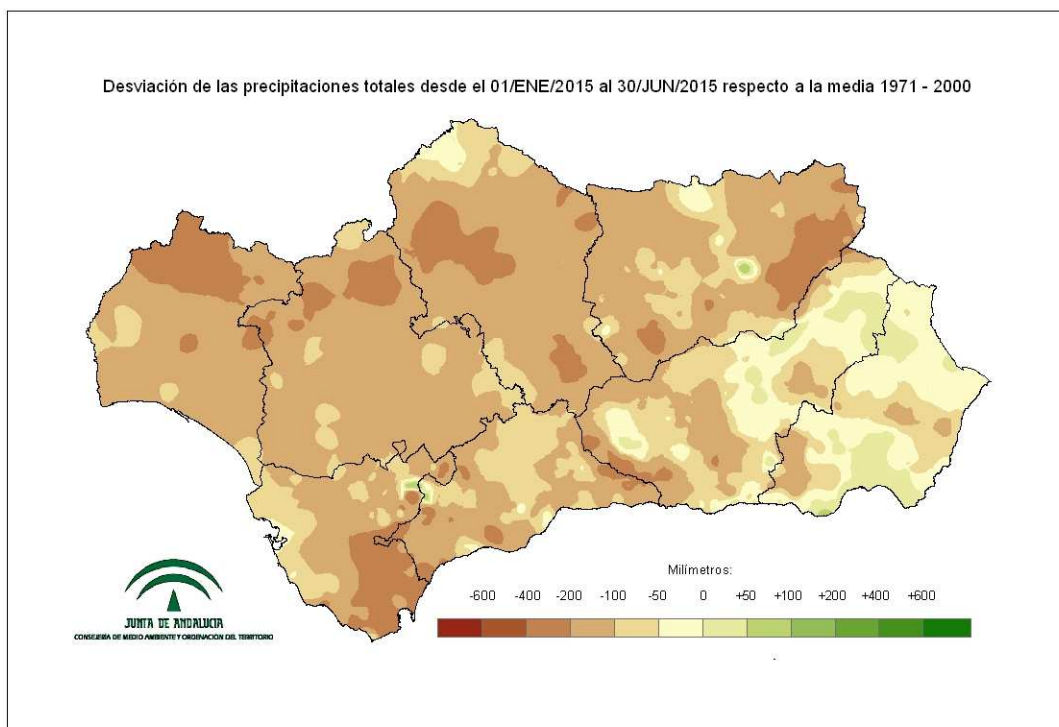 Desviación de las precipitaciones totales desde el 01/ENE/2015 al 30/JUN/2015 respecto a la media 1971 - 2000
Milímetros:
-600 -400 -200 -100 -50 0 +50 +100 +200 +400 +600
JUNTA DE ANDALUCIA
CONSEJERÍA DE MEDIO AMBIENTE Y ORDENACIÓN DEL TERRITORIO